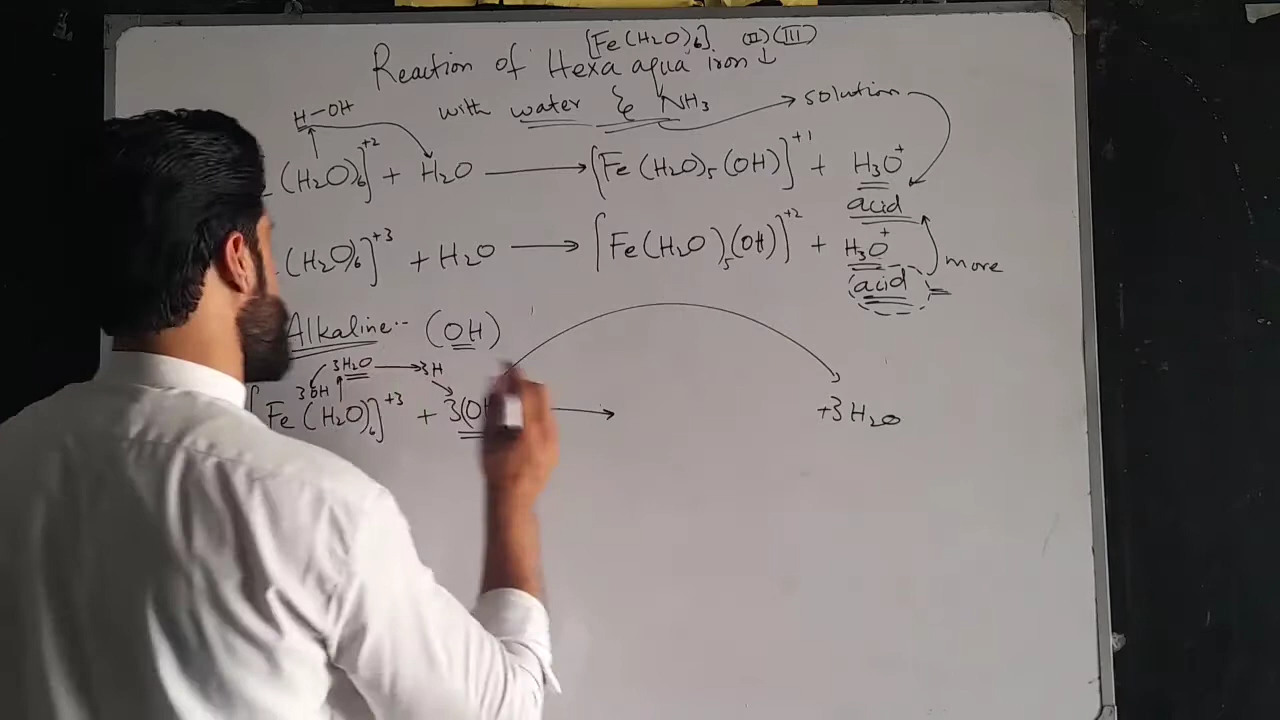 [Fe(H2O)6] (II)(III)
Reaction of Hexa aqua iron ↓
with water & NH3 → solution
H-OH
(H2O)6]+2 + H2O → [Fe(H2O)5(OH)]+1 + H3O+
acid
(H2O)6]+3 + H2O → [Fe(H2O)5(OH)]+2 + H3O+
more
acid
Alkaline.. (OH)
3H2O → 3H
3OH
[Fe(H2O)6]+3 + 3(OH → +3H2O